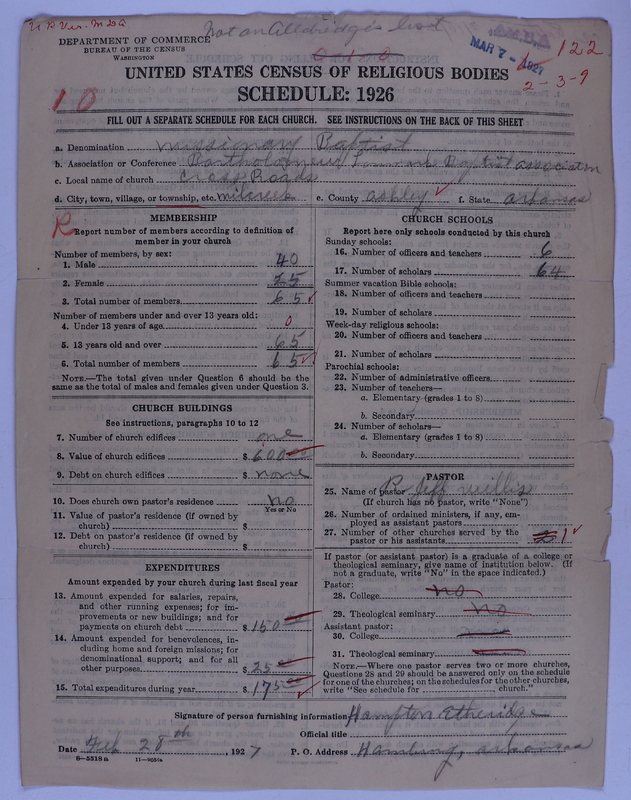 Not on
DEPARTMENT OF COMMERCE
BUREAU OF THE CENSUS
WASHINGTON
MAR 7 - 1927
122
2-3-9
10
UNITED STATES CENSUS OF RELIGIOUS BODIES
SCHEDULE: 1926
FILL OUT A SEPARATE SCHEDULE FOR EACH CHURCH. SEE INSTRUCTIONS ON THE BACK OF THIS SHEET
a. Denomination missionary Baptist
b. Association or Conference Bartholomew Baptist association
c. Local name of church Cross Roads
d. City, town, village, or township, etc. e. County ashley f. State arkansas
MEMBERSHIP
R
Report number of members according to definition of
member in your church
Number of members, by sex:
1. Male 40
2. Female 25
3. Total number of members 65
Number of members under and over 13 years old:
4. Under 13 years of age 0
5. 13 years old and over 65
6. Total number of members 65
NOTE.—The total given under Question 6 should be the
same as the total of males and females given under Question 3.
CHURCH BUILDINGS
See instructions, paragraphs 10 to 12
7. Number of church edifices one
8. Value of church edifices $ 600
9. Debt on church edifices $ none
10. Does church own pastor's residence no
Yes or No
11. Value of pastor's residence (if owned by
church) $
12. Debt on pastor's residence (if owned by
church) $
EXPENDITURES
Amount expended by your church during last fiscal year
13. Amount expended for salaries, repairs,
and other running expenses; for im-
provements or new buildings; and for
payments on church debt $ 150
14. Amount expended for benevolences, in-
cluding home and foreign missions; for
denominational support; and for all
other purposes $ 25
15. Total expenditures during year $ 175
CHURCH SCHOOLS
Report here only schools conducted by this church
Sunday schools:
16. Number of officers and teachers 6
17. Number of scholars 64
Summer vacation Bible schools:
18. Number of officers and teachers
19. Number of scholars
Week-day religious schools:
20. Number of officers and teachers
21. Number of scholars
Parochial schools:
22. Number of administrative officers
23. Number of teachers—
a. Elementary (grades 1 to 8)
b. Secondary
24. Number of scholars—
a. Elementary (grades 1 to 8)
b. Secondary
PASTOR
25. Name of pastor
(If church has no pastor, write "None")
26. Number of ordained ministers, if any, em-
ployed as assistant pastors
27. Number of other churches served by the
pastor or his assistants 1
If pastor (or assistant pastor) is a graduate of a college or
theological seminary, give name of institution below. (If
not a graduate, write "No" in the space indicated.)
Pastor:
28. College no
29. Theological seminary no
Assistant pastor:
30. College
31. Theological seminary
NOTE.—Where one pastor serves two or more churches,
Questions 28 and 29 should be answered only on the schedule
for one of the churches; on the schedules for the other churches,
write "See schedule for church."
Signature of person furnishing information Hampton Etheridge
Official title
Date Feb 28th, 1927 P. O. Address Hamburg, arkansas
8—5518a 11—9051a